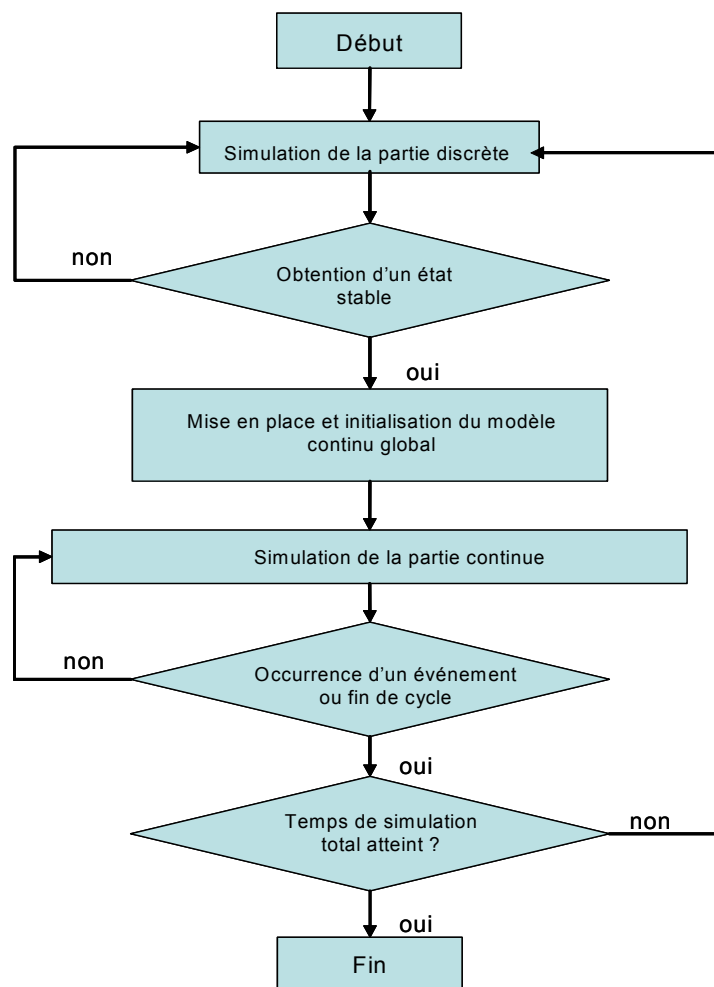 Début
Simulation de la partie discrète
non
Obtention d'un état
stable
oui
Mise en place et initialisation du modèle
continu global
Simulation de la partie continue
non
Occurrence d'un événement
ou fin de cycle
oui
Temps de simulation
total atteint ?
non
oui
Fin